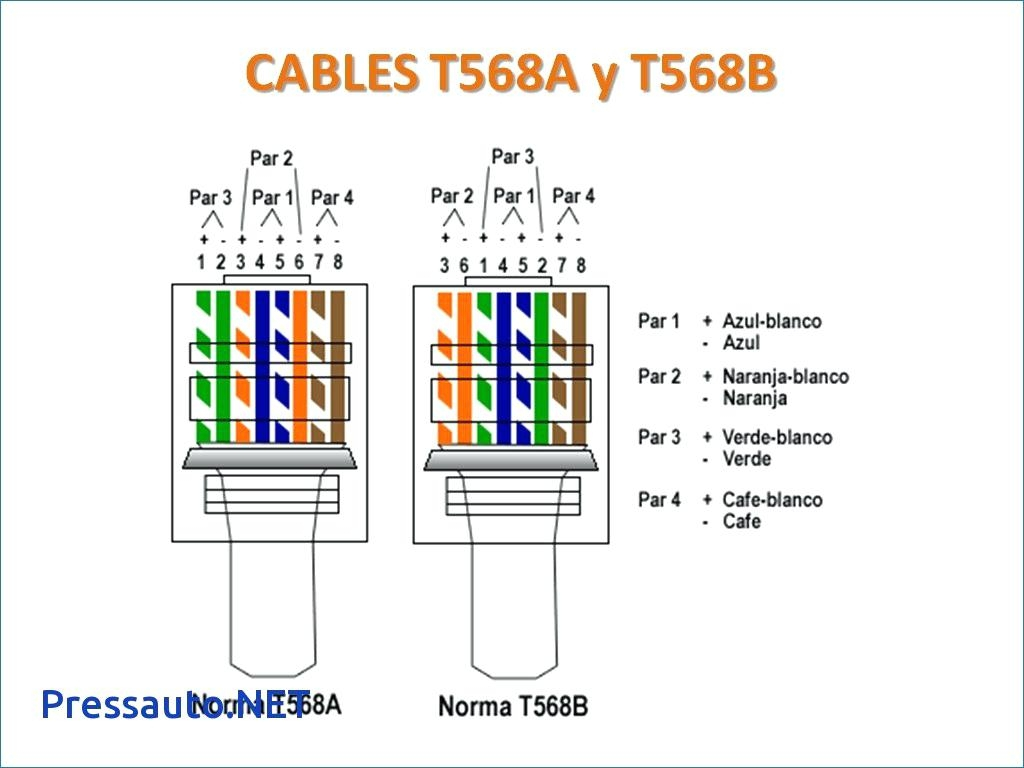 CABLES T568A y T568B
Par 2
Par 3 Par 1 Par 4
+ - + - + - + -
1 2 3 4 5 6 7 8
Par 3
Par 2 Par 1 Par 4
+ - + - + - + -
3 6 1 4 5 2 7 8
Par 1 + Azul-blanco
- Azul
Par 2 + Naranja-blanco
- Naranja
Par 3 + Verde-blanco
- Verde
Par 4 + Cafe-blanco
- Cafe
Norma T568A
Pressauto.NET
Norma T568B